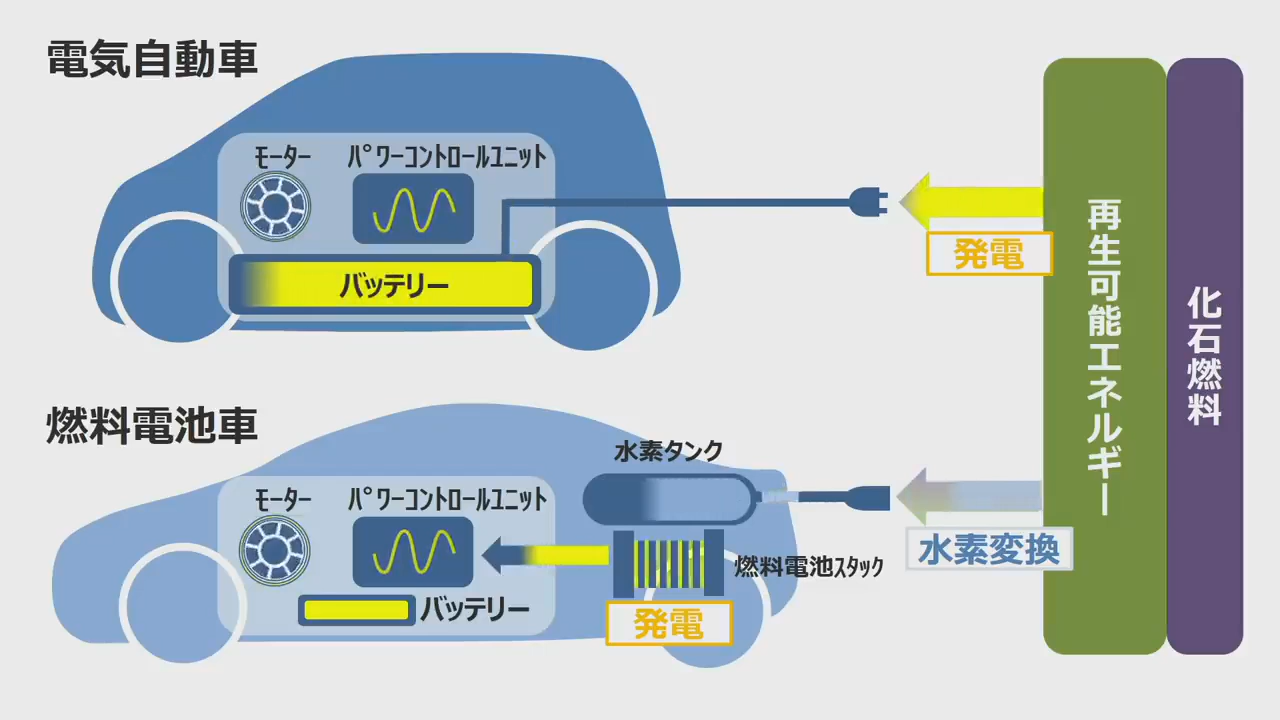 電気自動車
モーター
パワーコントロールユニット
バッテリー
発電
燃料電池車
水素タンク
モーター
パワーコントロールユニット
燃料電池スタック
バッテリー
発電
水素変換
再生可能エネルギー
化石燃料